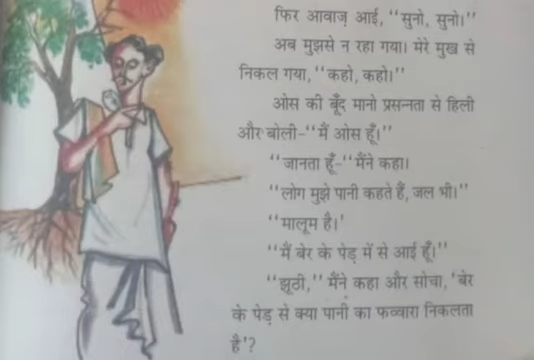 फिर आवाज़ आई, “सुनो, सुनो।”
अब मुझसे न रहा गया। मेरे मुख से
निकल गया, “कहो, कहो।”
ओस की बूँद मानो प्रसन्नता से हिली
और बोली-“मैं ओस हूँ।”
“जानता हूँ-“मैंने कहा।
“लोग मुझे पानी कहते हैं, जल भी।”
“मालूम है।'
“मैं बेर के पेड़ में से आई हूँ।”
“झूठी,” मैंने कहा और सोचा, ‘बेर
के पेड़ से क्या पानी का फव्वारा निकलता
है’?